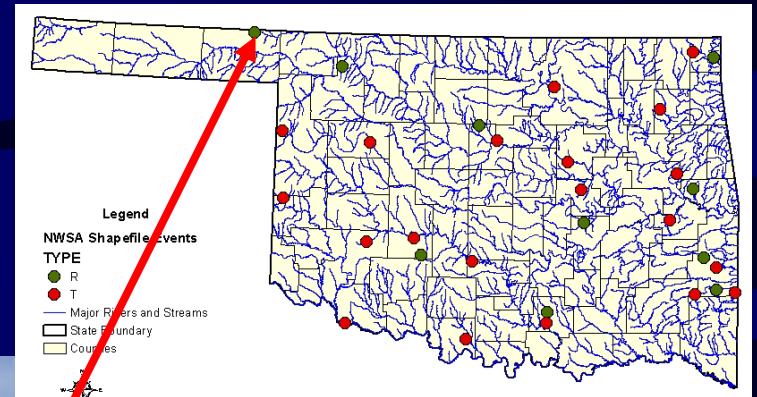 Legend
NWSA Shapefile Events
TYPE
R
T
Major Rivers and Streams
State Boundary
Counties
N
W
E